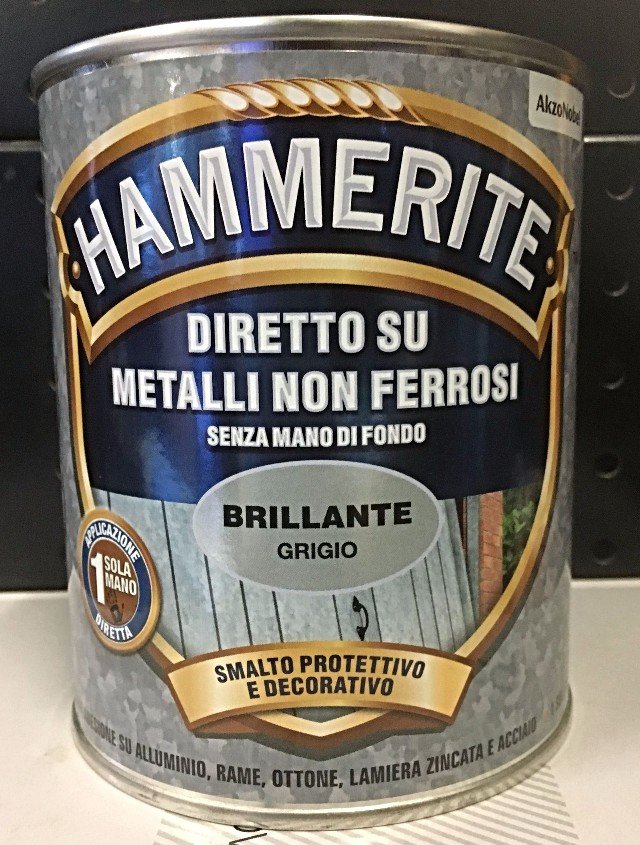 AkzoNobel
HAMMERITE
DIRETTO SU
METALLI NON FERROSI
SENZA MANO DI FONDO
BRILLANTE
GRIGIO
APPLICAZIONE
1 SOLA
MANO
DIRETTA
SMALTO PROTETTIVO
E DECORATIVO
SU ALLUMINIO, RAME, OTTONE, LAMIERA ZINCATA E ACCIAIO